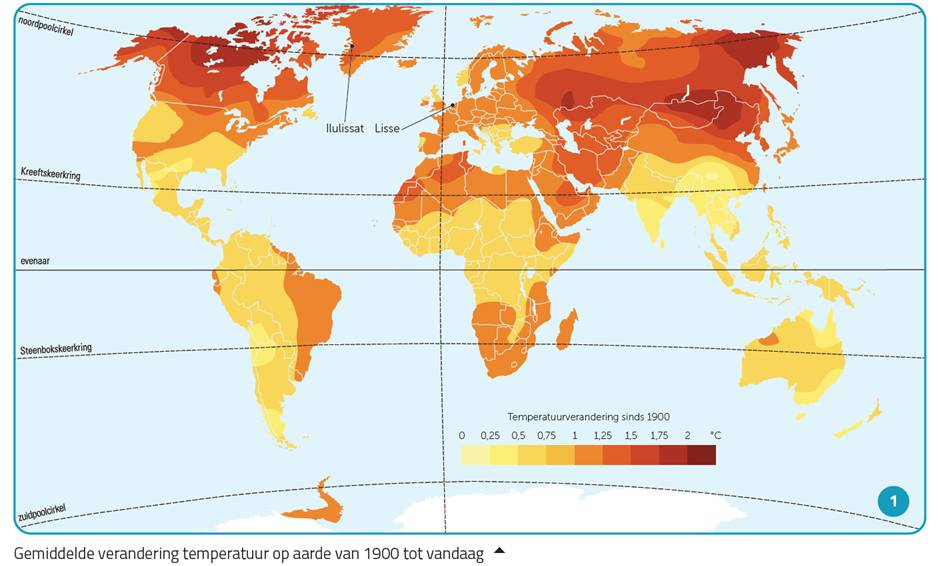 noordpoolcirkel
Ilulissat Lisse
Kreeftskeerkring
evenaar
Steenbokskeerkring
Temperatuurverandering sinds 1900
0 0,25 0,5 0,75 1 1,25 1,5 1,75 2 °C
zuidpoolcirkel
1
Gemiddelde verandering temperatuur op aarde van 1900 tot vandaag